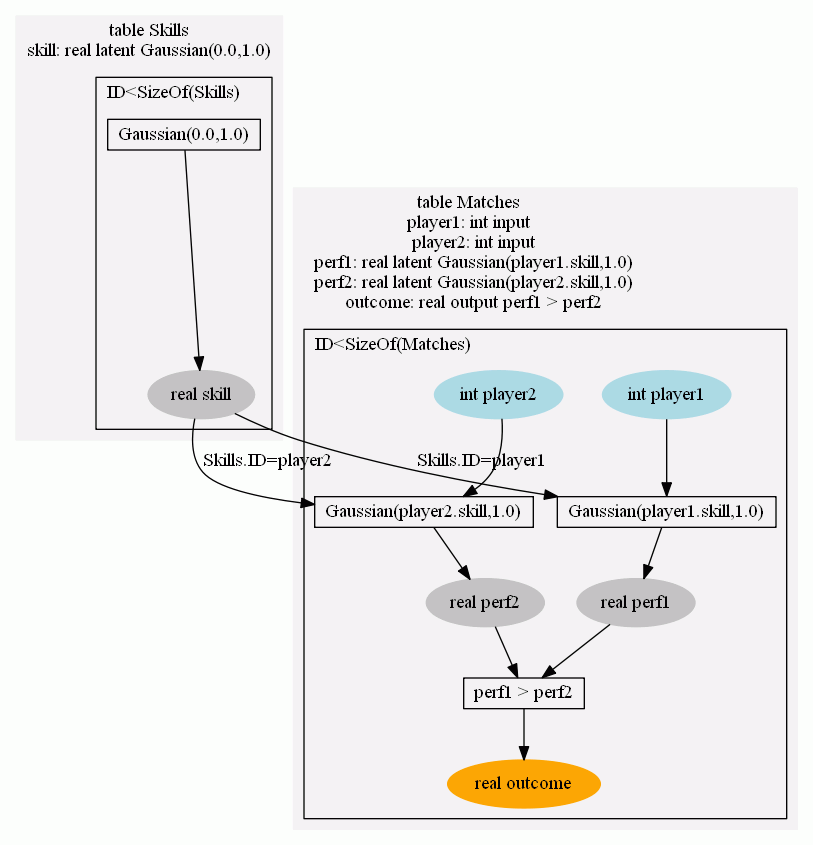 table Skills
skill: real latent Gaussian(0.0,1.0)
ID<SizeOf(Skills)
Gaussian(0.0,1.0)
real skill
table Matches
player1: int input
player2: int input
perf1: real latent Gaussian(player1.skill,1.0)
perf2: real latent Gaussian(player2.skill,1.0)
outcome: real output perf1 > perf2
ID<SizeOf(Matches)
int player2
int player1
Skills.ID=player2
Skills.ID=player1
Gaussian(player2.skill,1.0)
Gaussian(player1.skill,1.0)
real perf2
real perf1
perf1 > perf2
real outcome